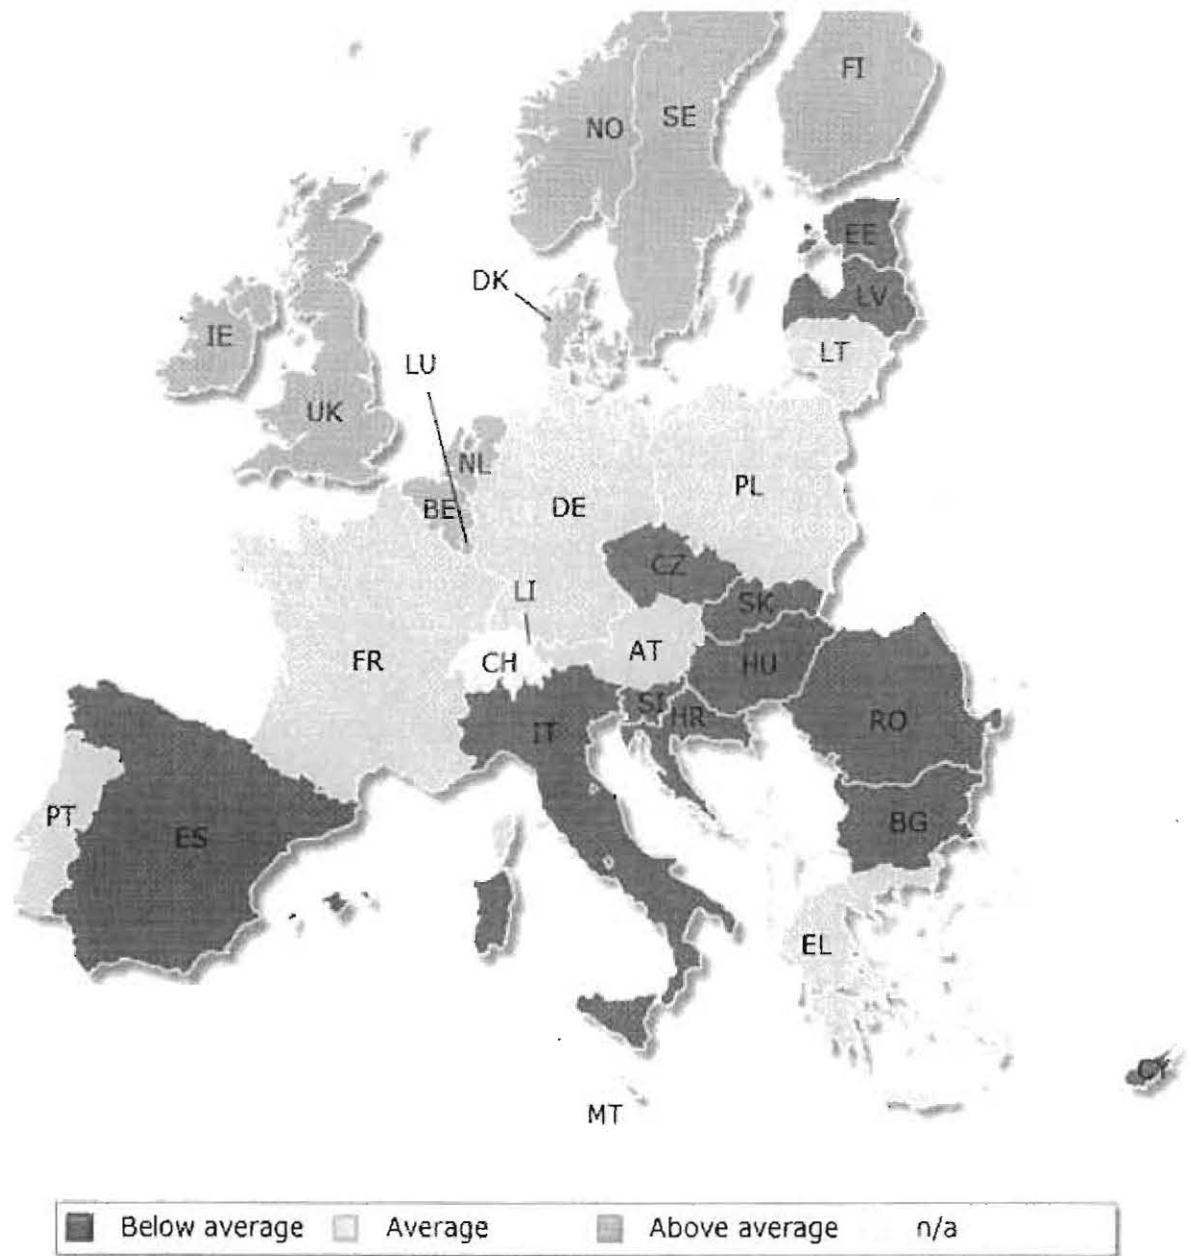 FI
NO
SE
EE
LV
LT
DK
IE
UK
LU
NL
BE
DE
PL
CZ
SK
LI
FR
CH
AT
HU
SI
HR
IT
RO
PT
ES
BG
EL
CY
MT
Below average Average Above average n/a